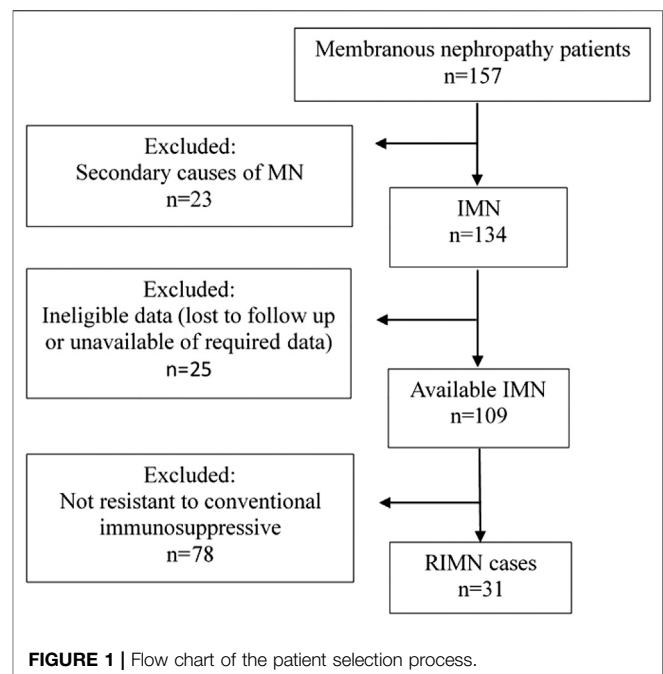 Membranous nephropathy patients
n=157
Excluded:
Secondary causes of MN
n=23
IMN
n=134
Excluded:
Ineligible data (lost to follow up
or unavailable of required data)
n=25
Available IMN
n=109
Excluded:
Not resistant to conventional
immunosuppressive
n=78
RIMN cases
n=31
FIGURE 1 | Flow chart of the patient selection process.